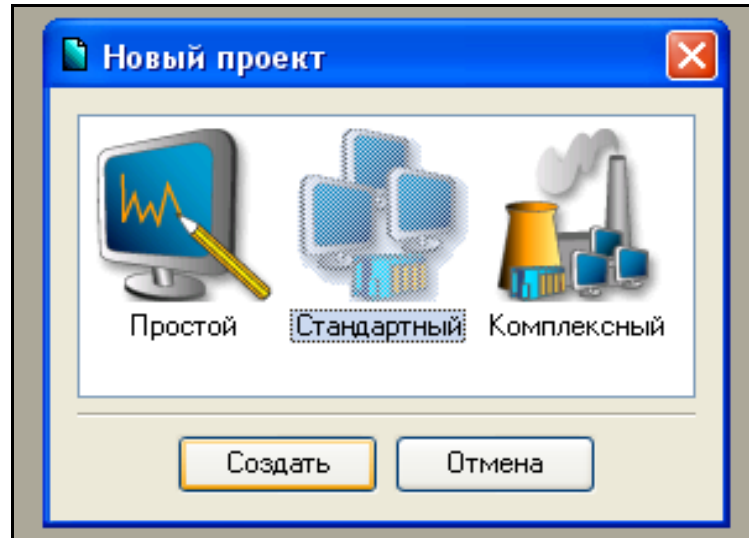 Новый проект
Простой Стандартный Комплексный
Создать Отмена